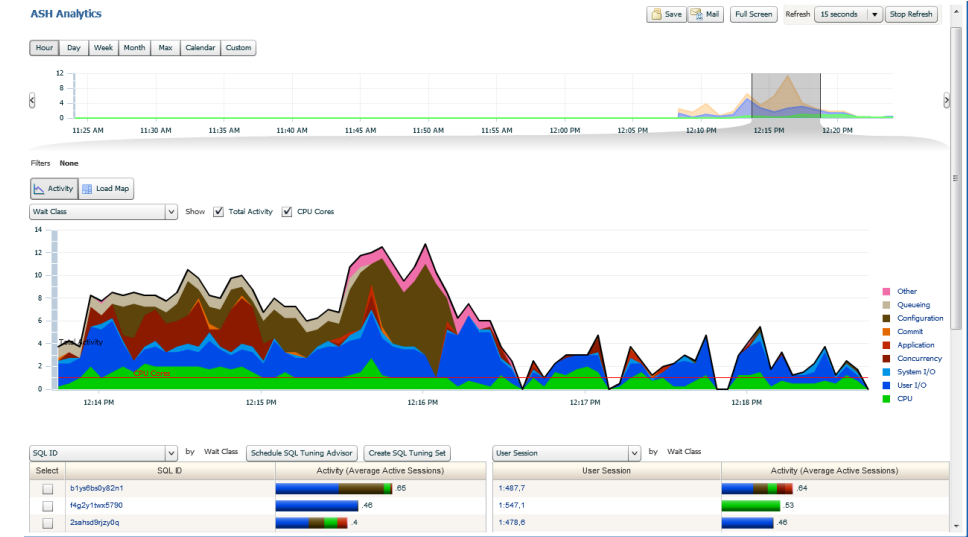 ASH Analytics
Save Mail Full Screen Refresh 15 seconds Stop Refresh
Hour Day Week Month Max Calendar Custom
12
8
4
0
11:25 AM 11:30 AM 11:35 AM 11:40 AM 11:45 AM 11:50 AM 11:55 AM 12:00 PM 12:05 PM 12:10 PM 12:15 PM 12:20 PM
Filters None
Activity Load Map
Wait Class Show Total Activity CPU Cores
14
12
10
8
6
4
2
0
Total Activity
CPU Cores
12:14 PM 12:15 PM 12:16 PM 12:17 PM 12:18 PM
Other
Queueing
Configuration
Commit
Application
Concurrency
System I/O
User I/O
CPU
SQL ID by Wait Class Schedule SQL Tuning Advisor Create SQL Tuning Set User Session by Wait Class
Select SQL ID Activity (Average Active Sessions) User Session Activity (Average Active Sessions)
b1ys6bs0y82n1 .65 1:487,7 .64
f4g2y1twx5790 .46 1:547,1 .53
2sahsd9rjzy0q .4 1:478,6 .46